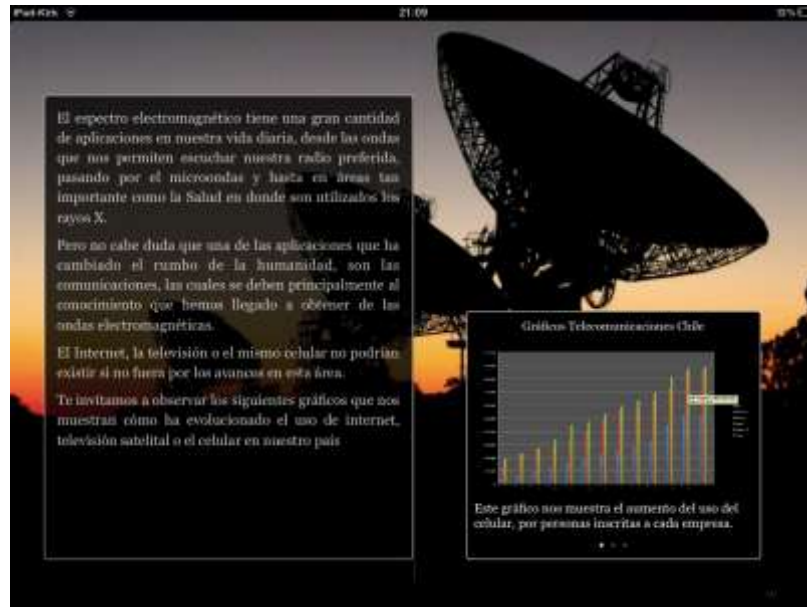 iPad-Kirk
21:09
El espectro electromagnético tiene una gran cantidad
de aplicaciones en nuestra vida diaria, desde las ondas
que nos permiten escuchar nuestra radio preferida,
pasando por el microondas y hasta en áreas tan
importante como la Salud en donde son utilizados los
rayos X.
Pero no cabe duda que una de las aplicaciones que ha
cambiado el rumbo de la humanidad, son las
comunicaciones, las cuales se deben principalmente al
conocimiento que hemos llegado a obtener de las
ondas electromagnéticas.
El Internet, la televisión o el mismo celular no podrían
existir si no fuera por los avances en esta área.
Te invitamos a observar los siguientes gráficos que nos
muestran cómo ha evolucionado el uso de internet,
televisión satelital o el celular en nuestro país
Gráficos Telecomunicaciones Chile
Este gráfico nos muestra el aumento del uso del
celular, por personas inscritas a cada empresa.